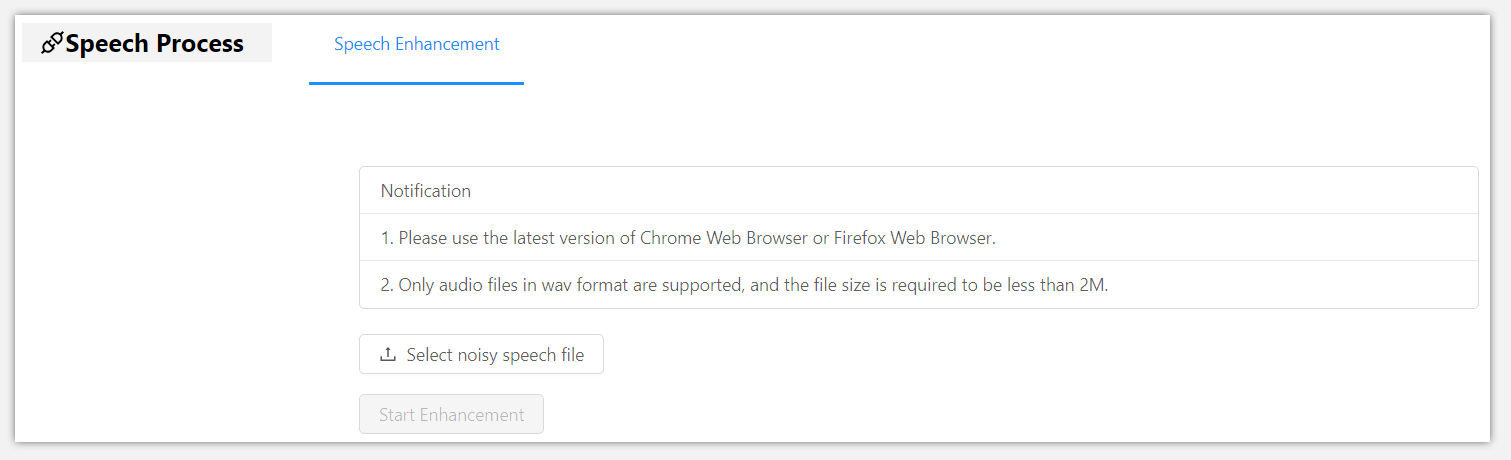 Speech Process
Speech Enhancement
Notification
1. Please use the latest version of Chrome Web Browser or Firefox Web Browser.
2. Only audio files in wav format are supported, and the file size is required to be less than 2M.
Select noisy speech file
Start Enhancement